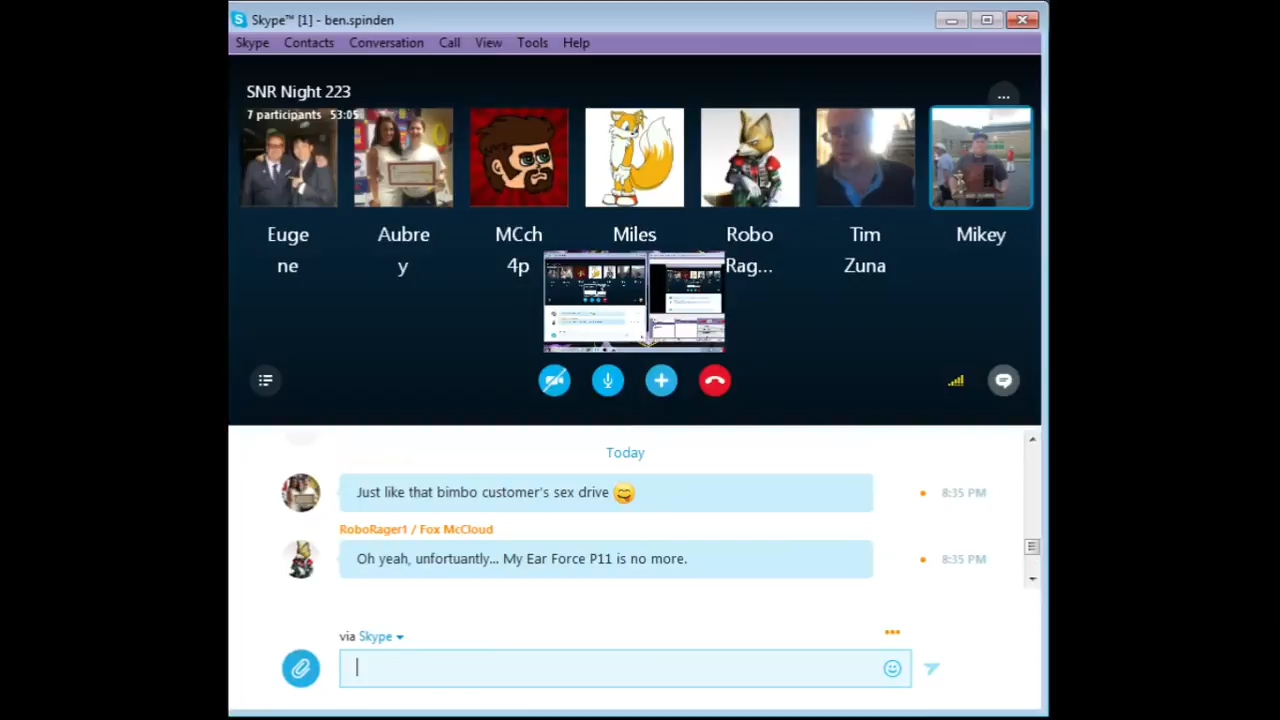 Skype™ [1] - ben.spinden
Skype Contacts Conversation Call View Tools Help
SNR Night 223
...
7 participants 53:05
Euge Aubre MCch Miles Robo Tim Mikey
ne y 4p Rag... Zuna
Today
Just like that bimbo customer's sex drive
8:35 PM
RoboRager1 / Fox McCloud
Oh yeah, unfortuantly... My Ear Force P11 is no more.
8:35 PM
via Skype